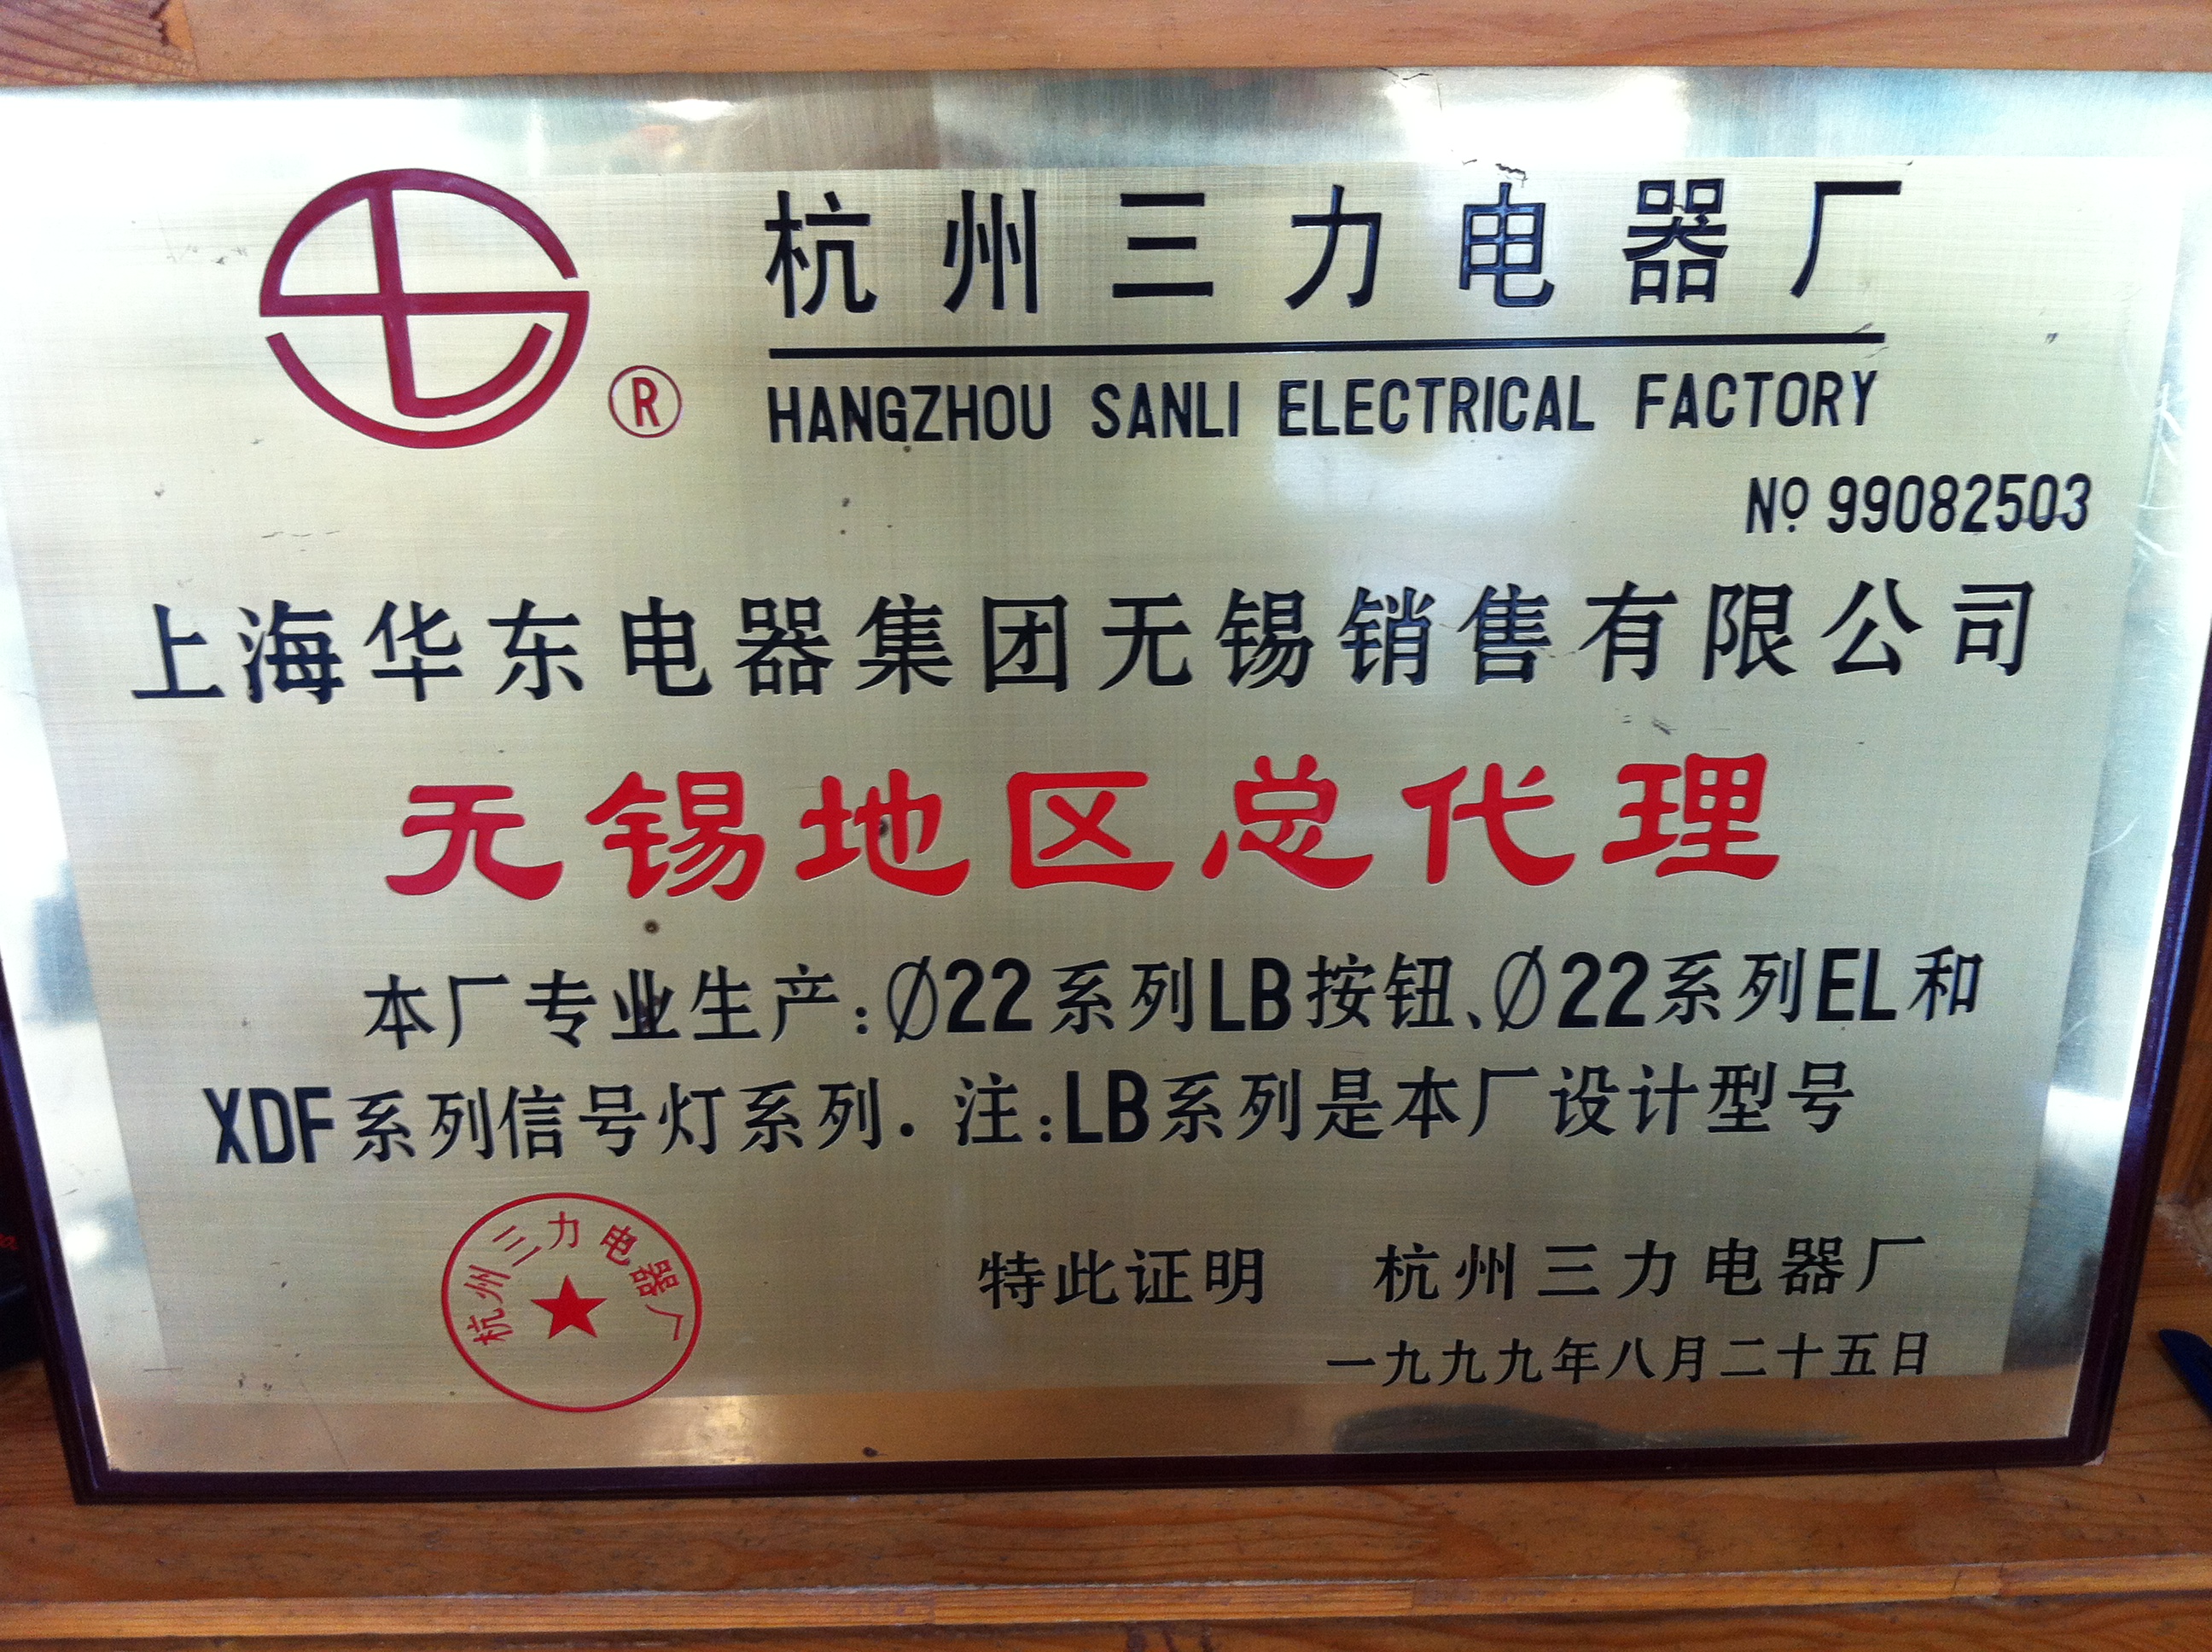 杭州三力电器厂
®
HANGZHOU SANLI ELECTRICAL FACTORY
№ 99082503
上海华东电器集团无锡销售有限公司
无锡地区总代理
本厂专业生产:∅22系列LB按钮、∅22系列EL和
XDF系列信号灯系列. 注:LB系列是本厂设计型号
杭州三力电器厂
特此证明 杭州三力电器厂
一九九九年八月二十五日